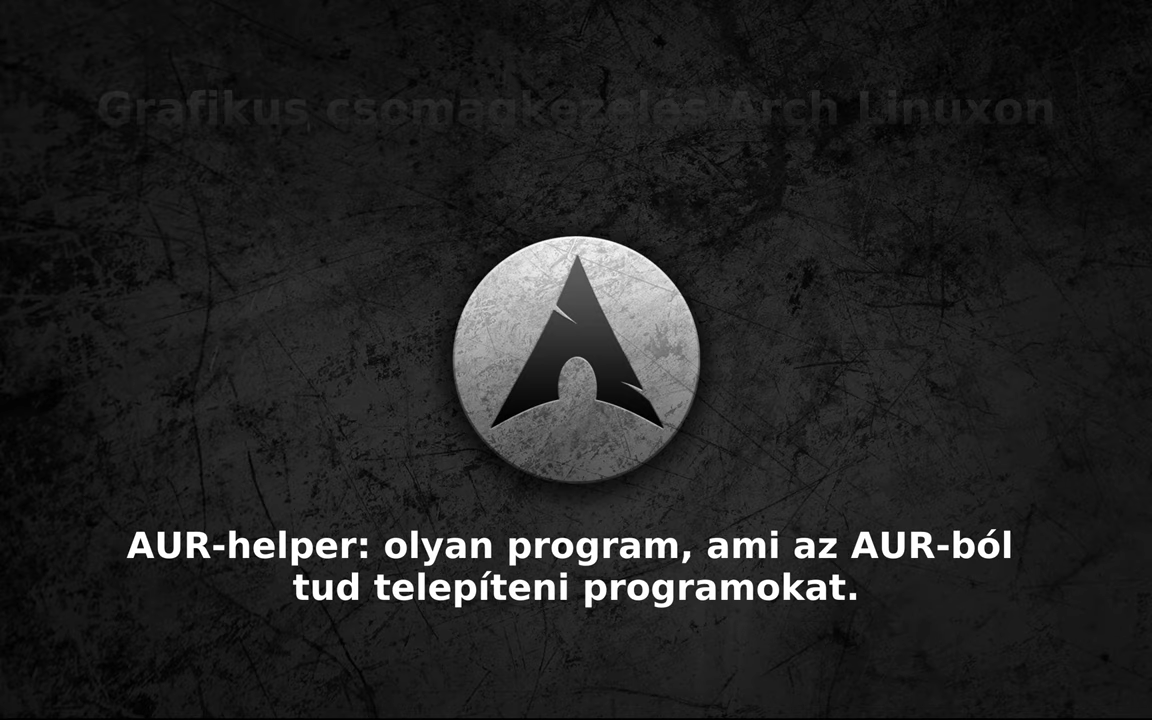 Grafikus csomagkezelés Arch Linuxon
AUR-helper: olyan program, ami az AUR-ból
tud telepíteni programokat.